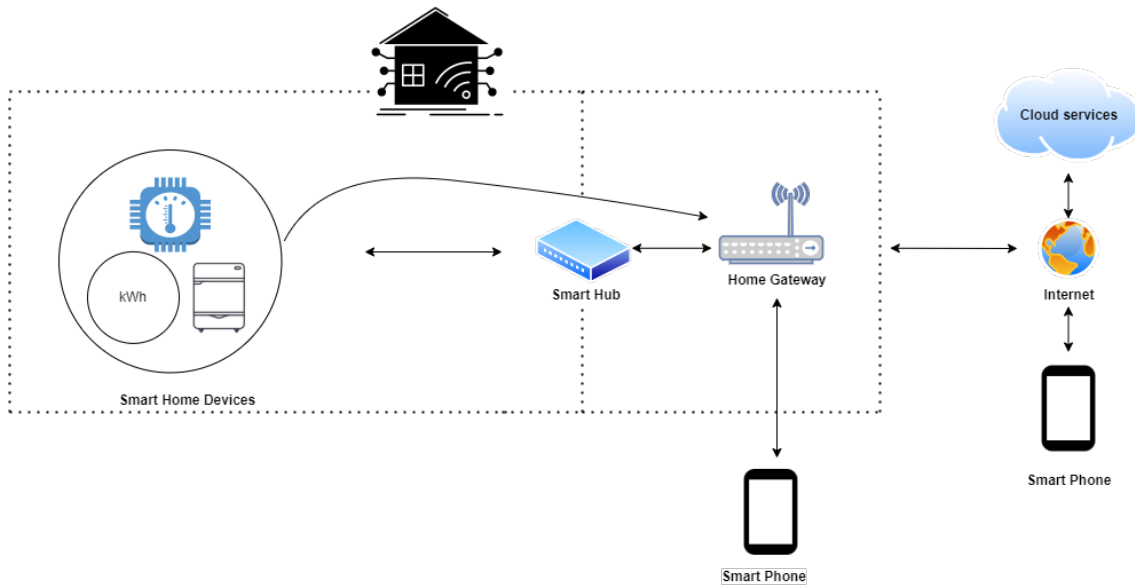 Cloud services
kWh
Smart Hub
Home Gateway
Internet
Smart Home Devices
Smart Phone
Smart Phone